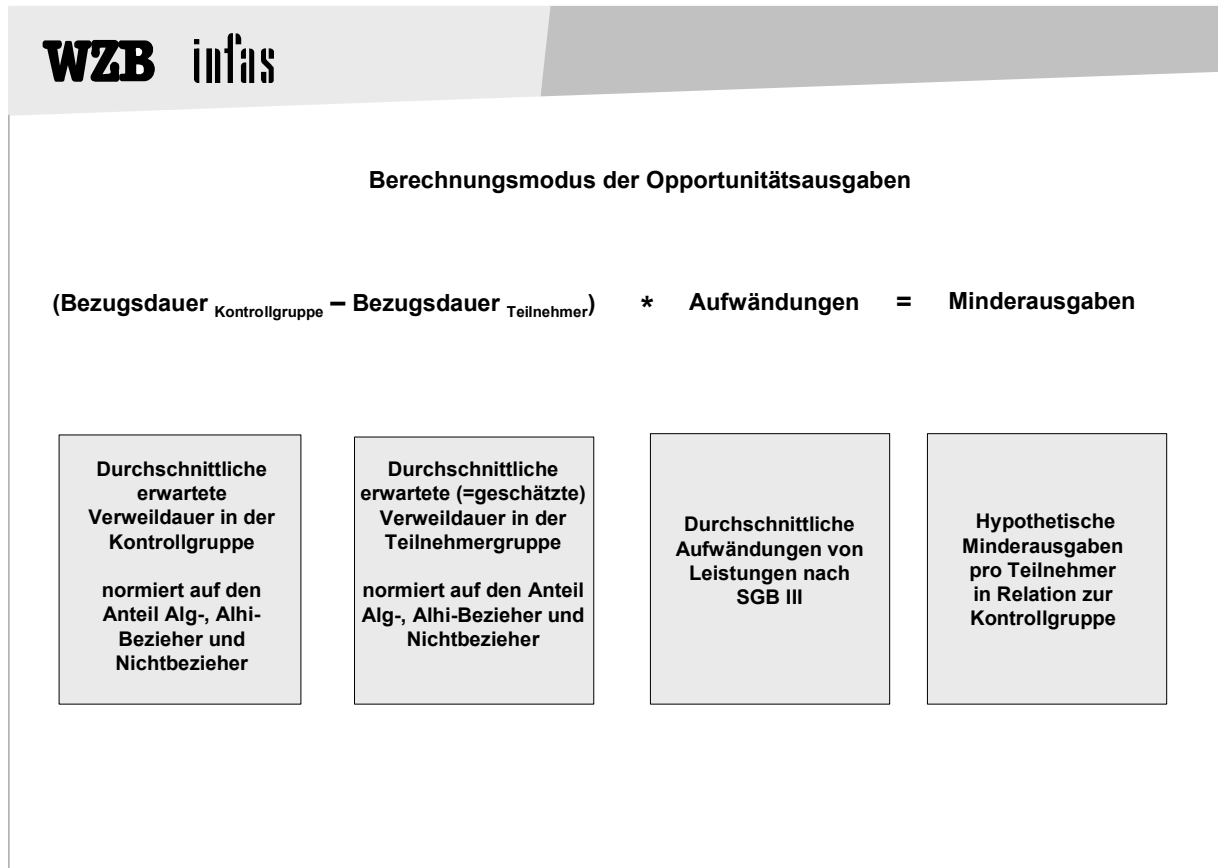 WZB infas
Berechnungsmodus der Opportunitätsausgaben
(Bezugsdauer Kontrollgruppe – Bezugsdauer Teilnehmer) * Aufwändungen = Minderausgaben
Durchschnittliche
erwartete
Verweildauer in der
Kontrollgruppe
normiert auf den
Anteil Alg-, Alhi-
Bezieher und
Nichtbezieher
Durchschnittliche
erwartete (=geschätzte)
Verweildauer in der
Teilnehmergruppe
normiert auf den Anteil
Alg-, Alhi-Bezieher und
Nichtbezieher
Durchschnittliche
Aufwändungen von
Leistungen nach
SGB III
Hypothetische
Minderausgaben
pro Teilnehmer
in Relation zur
Kontrollgruppe